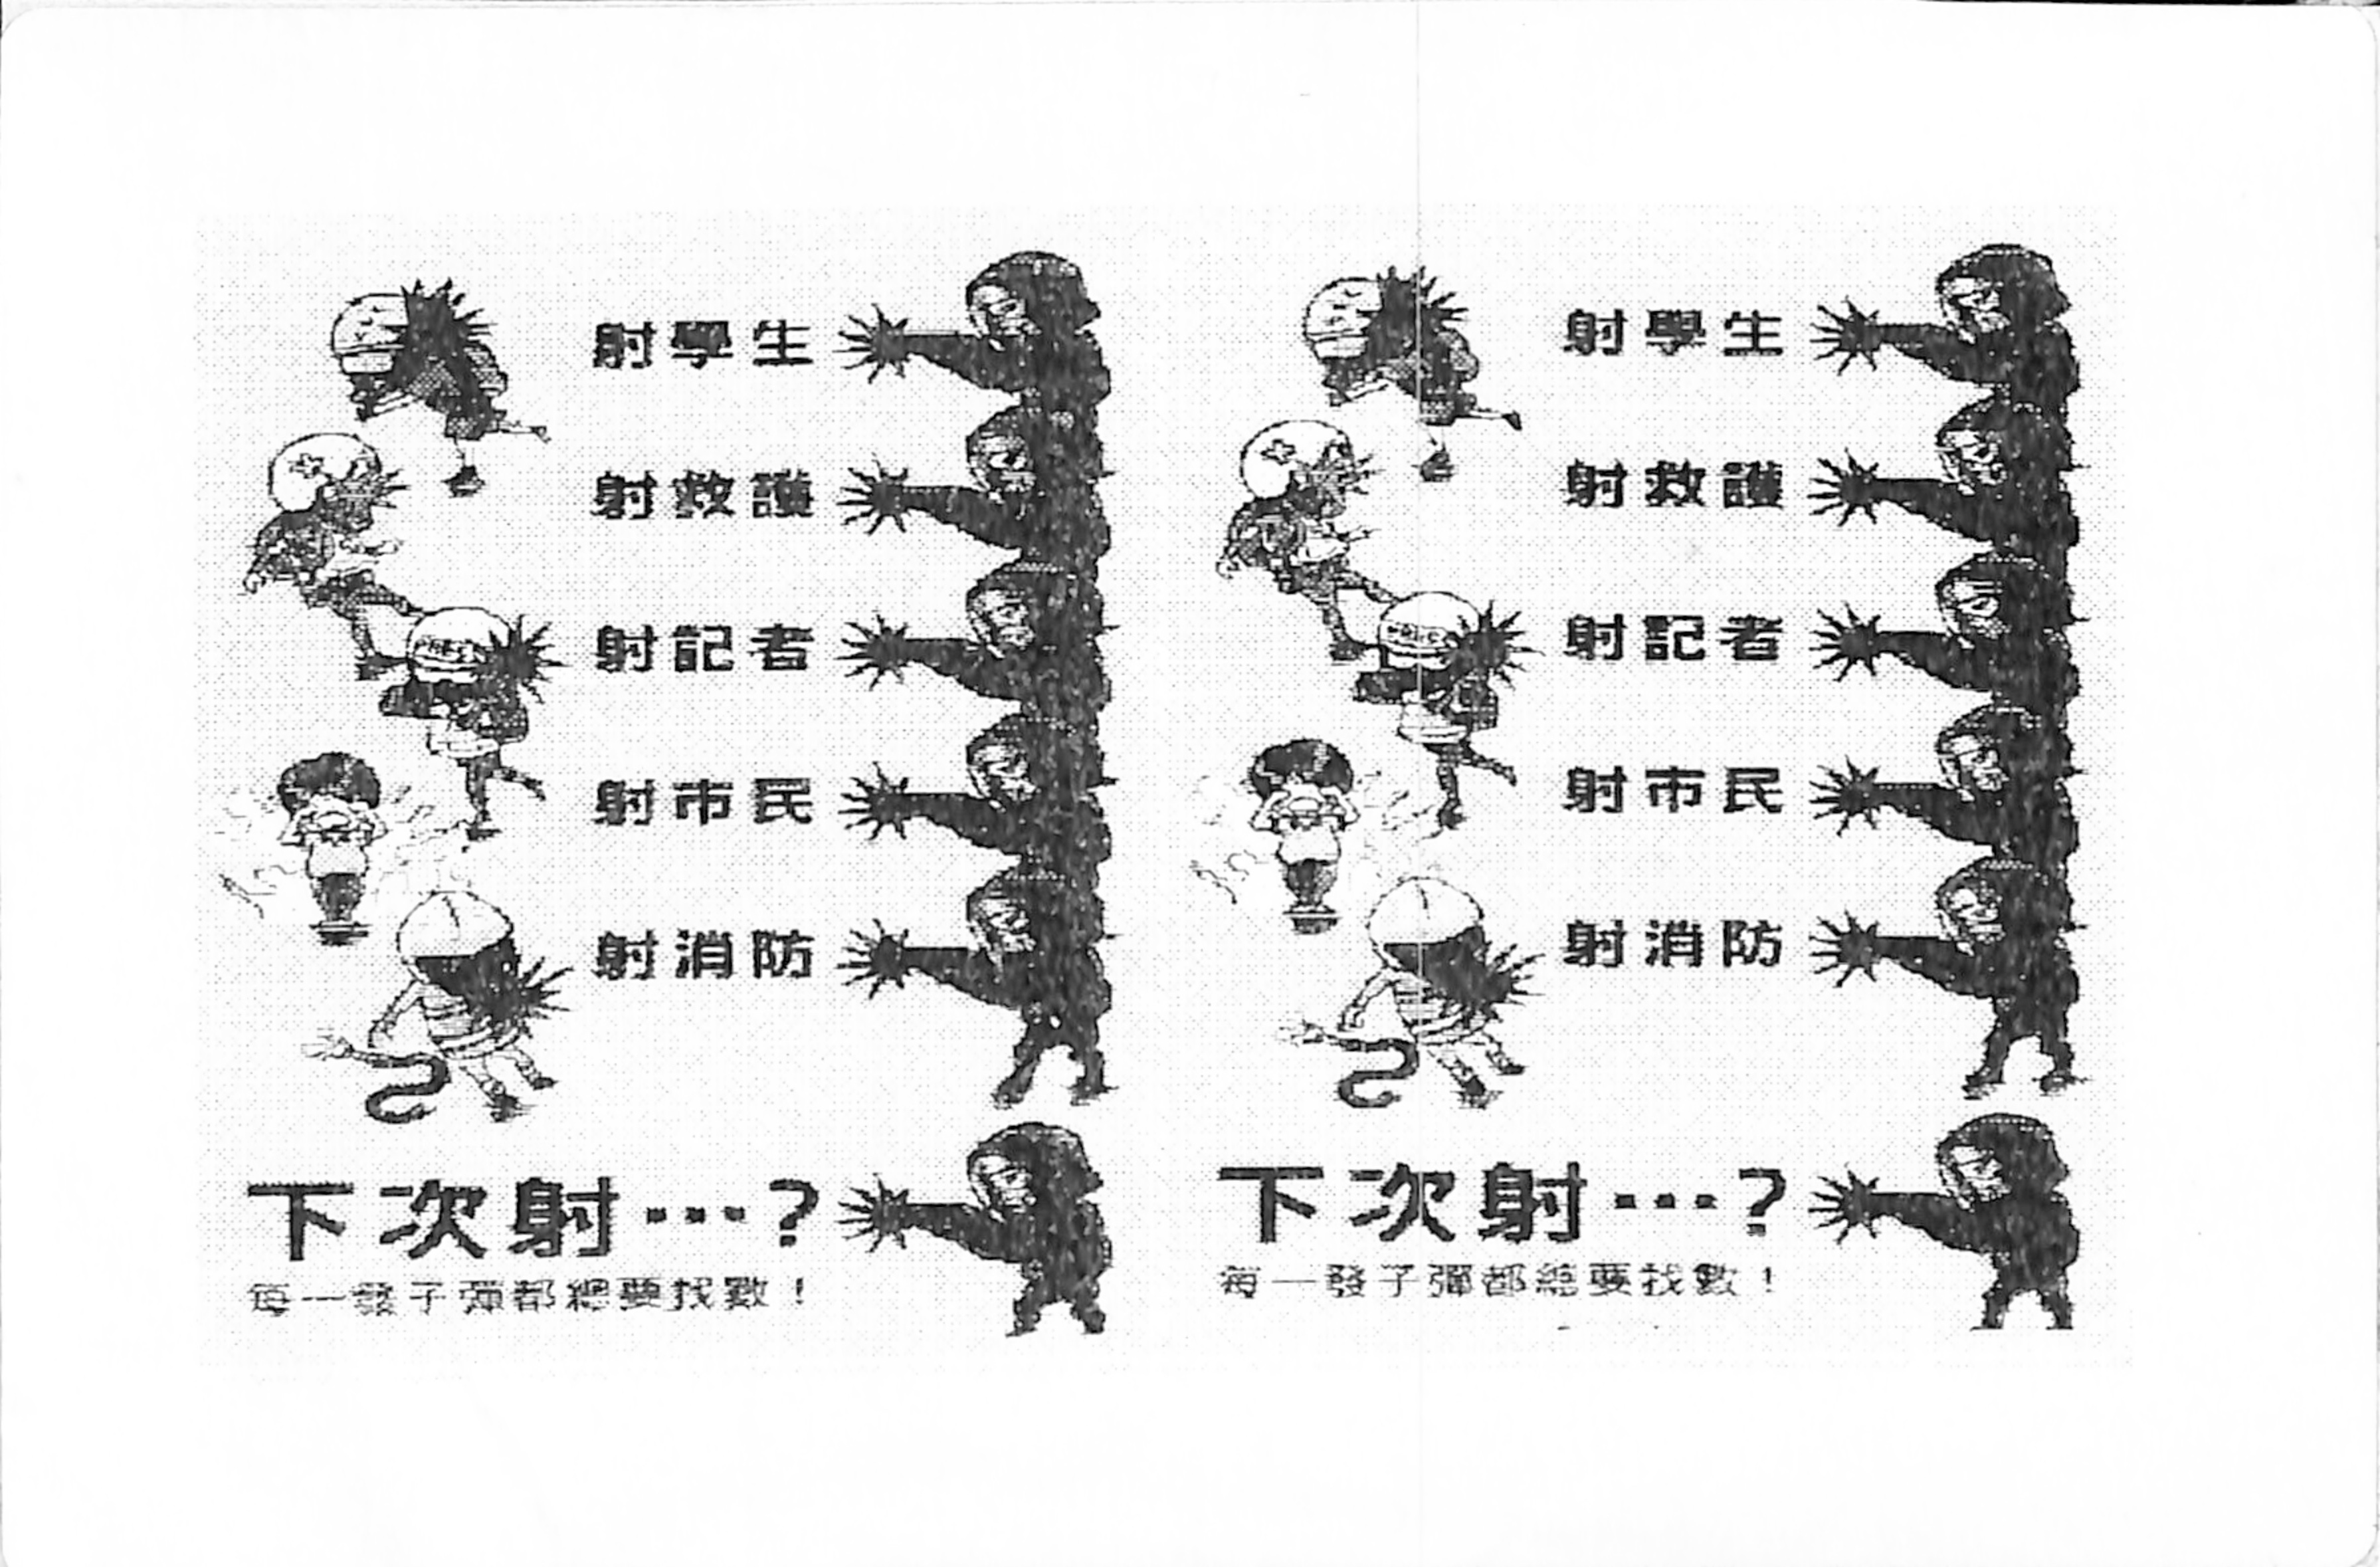 射學生
射救護
PRESS
射記者
射市民
射消防
下次射…?
每一發子彈都總要找數!
射學生
射救護
射記者
射市民
射消防
下次射…?
每一發子彈都總要找數!